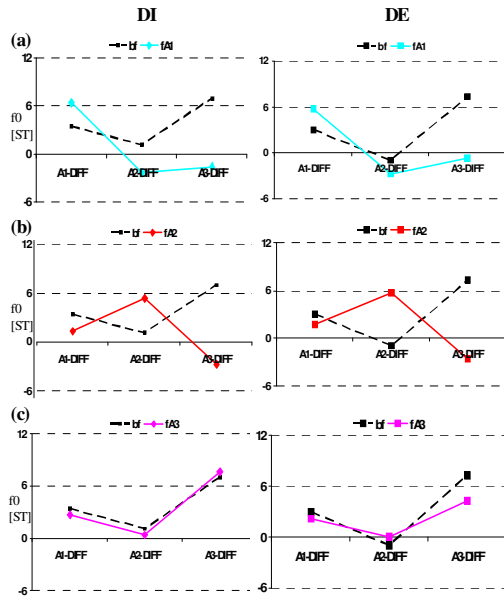 DI DE
(a)
bf fA1 bf fA1
12 12
6 6
f0
[ST]
0 0
A1-DIFF A2-DIFF A3-DIFF A1-DIFF A2-DIFF A3-DIFF
-6 -6
(b)
bf fA2 bf fA2
12 12
6 6
f0
[ST]
0 0
A1-DIFF A2-DIFF A3-DIFF A1-DIFF A2-DIFF A3-DIFF
-6 -6
(c)
bf fA3 bf fA3
12 12
6 6
f0
[ST]
0 0
A1-DIFF A2-DIFF A3-DIFF A1-DIFF A2-DIFF A3-DIFF
-6 -6